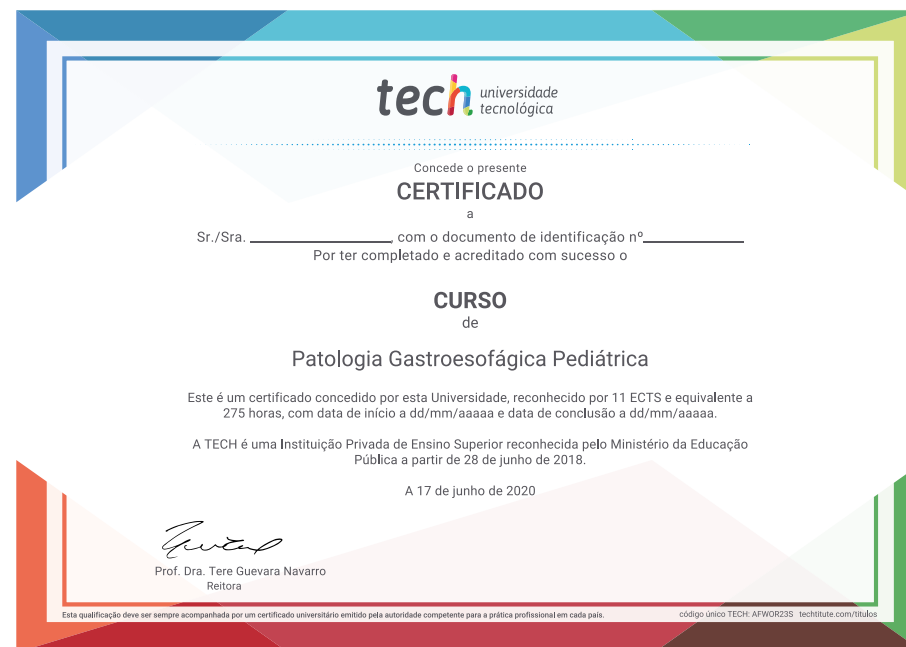 tech universidade
tecnológica
Concede o presente
CERTIFICADO
a
Sr./Sra. ____________________, com o documento de identificação nº______________
Por ter completado e acreditado com sucesso o
CURSO
de
Patologia Gastroesofágica Pediátrica
Este é um certificado concedido por esta Universidade, reconhecido por 11 ECTS e equivalente a
275 horas, com data de início a dd/mm/aaaaa e data de conclusão a dd/mm/aaaaa.
A TECH é uma Instituição Privada de Ensino Superior reconhecida pelo Ministério da Educação
Pública a partir de 28 de junho de 2018.
A 17 de junho de 2020
Prof. Dra. Tere Guevara Navarro
Reitora
Esta qualificação deve ser sempre acompanhada por um certificado universitário emitido pela autoridade competente para a prática profissional em cada país.
código único TECH: AFWOR23S techtitute.com/titulos